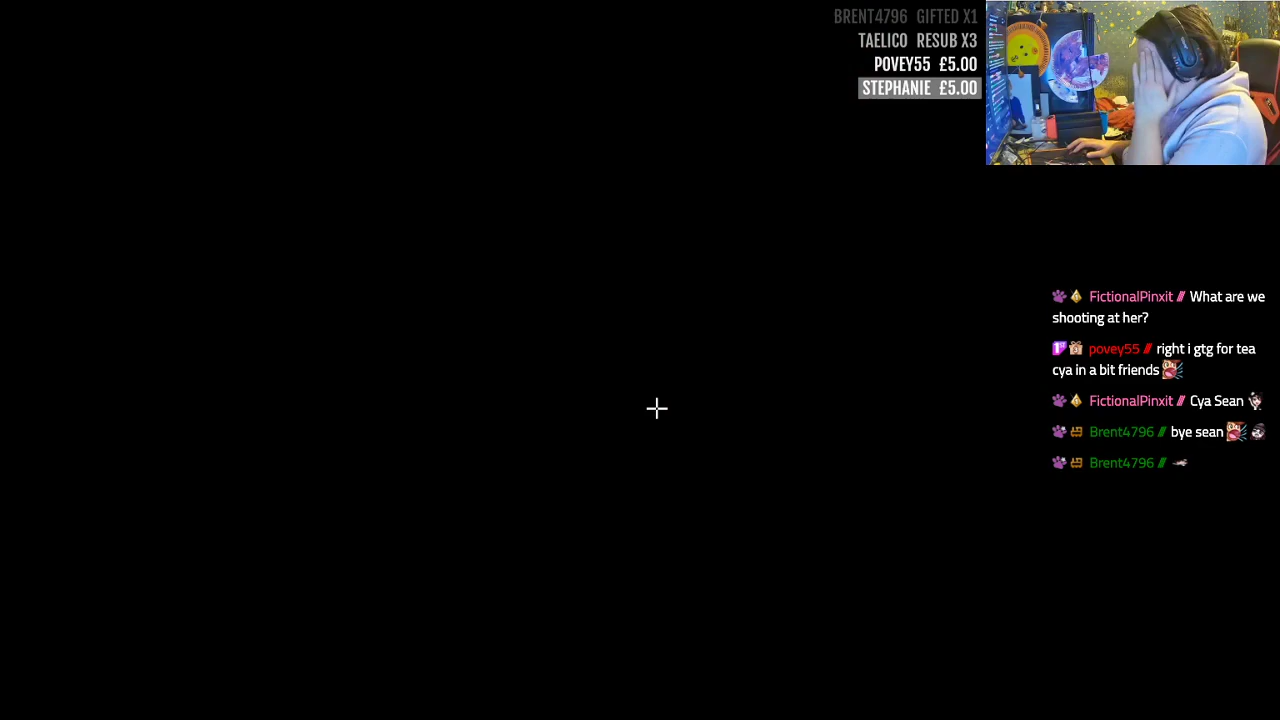 BRENT4796 GIFTED X1
TAELICO RESUB X3
POVEY55 £5.00
STEPHANIE £5.00
FictionalPinxit /// What are we
shooting at her?
povey55 /// right i gtg for tea
cya in a bit friends
FictionalPinxit /// Cya Sean
Brent4796 /// bye sean
Brent4796 ///